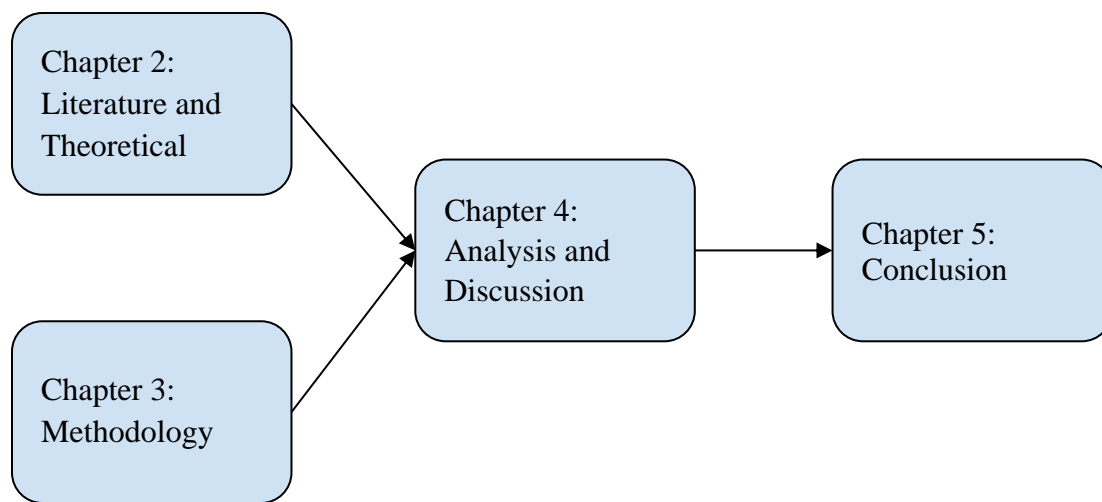 Chapter 2:
Literature and
Theoretical
Chapter 4:
Analysis and
Discussion
Chapter 5:
Conclusion
Chapter 3:
Methodology